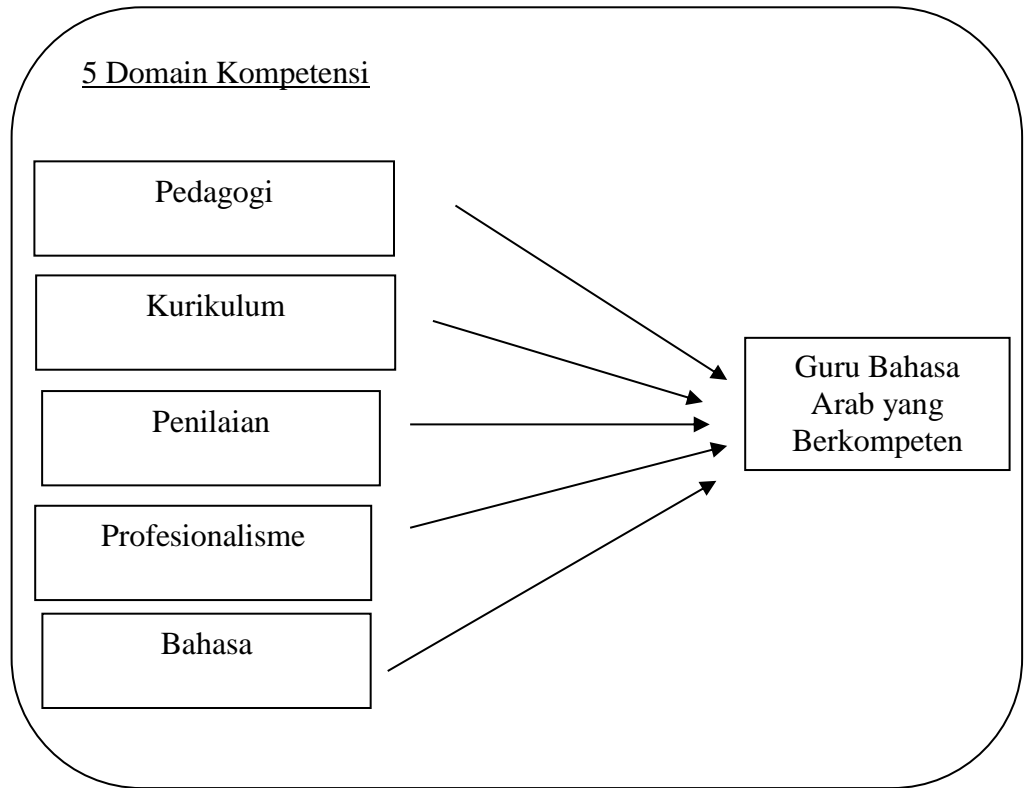 5 Domain Kompetensi
Pedagogi
Kurikulum
Penilaian
Profesionalisme
Bahasa
Guru Bahasa
Arab yang
Berkompeten